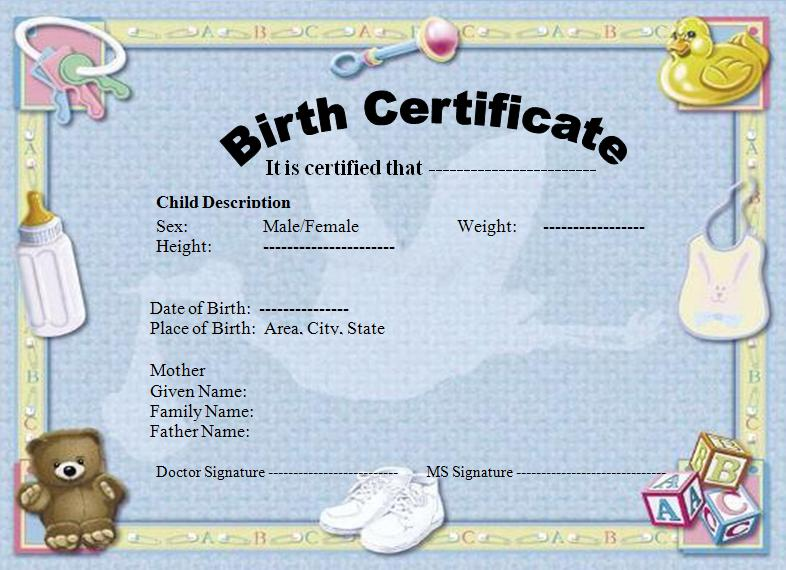 Birth Certificate
It is certified that -------------------------
Child Description
Sex: Male/Female Weight: -----------------
Height: ----------------------
Date of Birth: ---------------
Place of Birth: Area, City, State
Mother
Given Name:
Family Name:
Father Name:
Doctor Signature -------------------------- MS Signature ------------------------------
A B C
B
A B C
B
C
A
B
C
A B C A
A A B C C